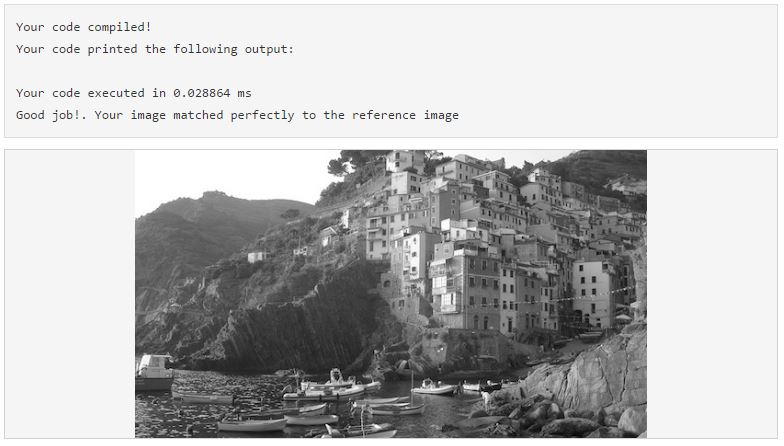 Your code compiled!
Your code printed the following output:
Your code executed in 0.028864 ms
Good job!. Your image matched perfectly to the reference image